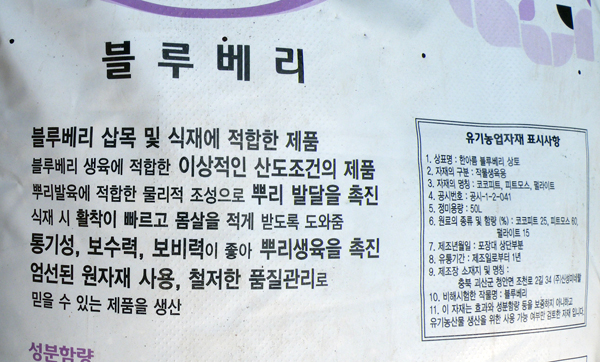 블루베리
블루베리 삽목 및 식재에 적합한 제품
블루베리 생육에 적합한 이상적인 산도조건의 제품
뿌리발육에 적합한 물리적 조성으로 뿌리 발달을 촉진
식재 시 활착이 빠르고 몸살을 적게 받도록 도와줌
통기성, 보수력, 보비력이 좋아 뿌리생육을 촉진
엄선된 원자재 사용, 철저한 품질관리로
믿을 수 있는 제품을 생산
성분함량
유기농업자재 표시사항
1. 상표명 : 한아름 블루베리 상토
2. 자재의 구분 : 작물생육용
3. 자재의 명칭 : 코코피트, 피트모스, 펄라이트
4. 공시번호 : 공시-1-2-041
5. 정미용량 : 50L
6. 원료의 종류 및 함량 (%) : 코코피트 25, 피트모스 60,
펄라이트 15
7. 제조년월일 : 포장대 상단부분
8. 유통기간 : 제조일로부터 1년
9. 제조장 소재지 및 명칭 :
충북 괴산군 청안면 조천로 2길 34 (주)신성미네랄
10. 비해시험한 작물명 : 블루베리
11. 이 자재는 효과와 성분함량 등을 보증하지 아니하고
유기농산물 생산을 위한 사용 가능 여부만 검토한 자재 입니다.